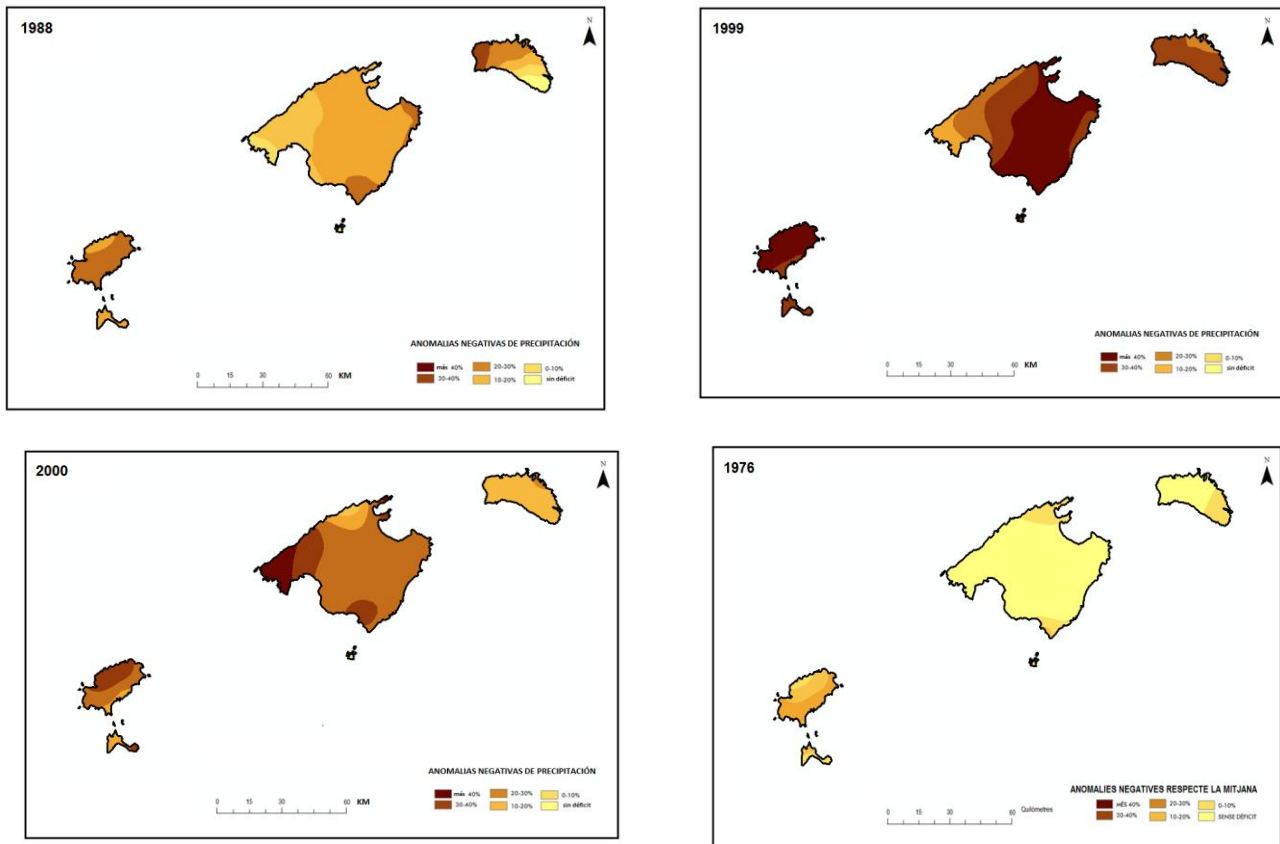 1988
N
ANOMALIAS NEGATIVAS DE PRECIPITACIÓN
más 40% 20-30% 0-10%
30-40% 10-20% sin déficit
0 15 30 60 KM
1999
N
ANOMALIAS NEGATIVAS DE PRECIPITACIÓN
más 40% 20-30% 0-10%
30-40% 10-20% sin déficit
0 15 30 60 KM
2000
N
ANOMALIAS NEGATIVAS DE PRECIPITACIÓN
más 40% 20-30% 0-10%
30-40% 10-20% sin déficit
0 15 30 60 KM
1976
N
ANOMALIES NEGATIVES RESPECTE LA MITJANA
MÉS 40% 20-30% 0-10%
30-40% 10-20% SENSE DÈFICIT
0 15 30 60 Quilòmetres